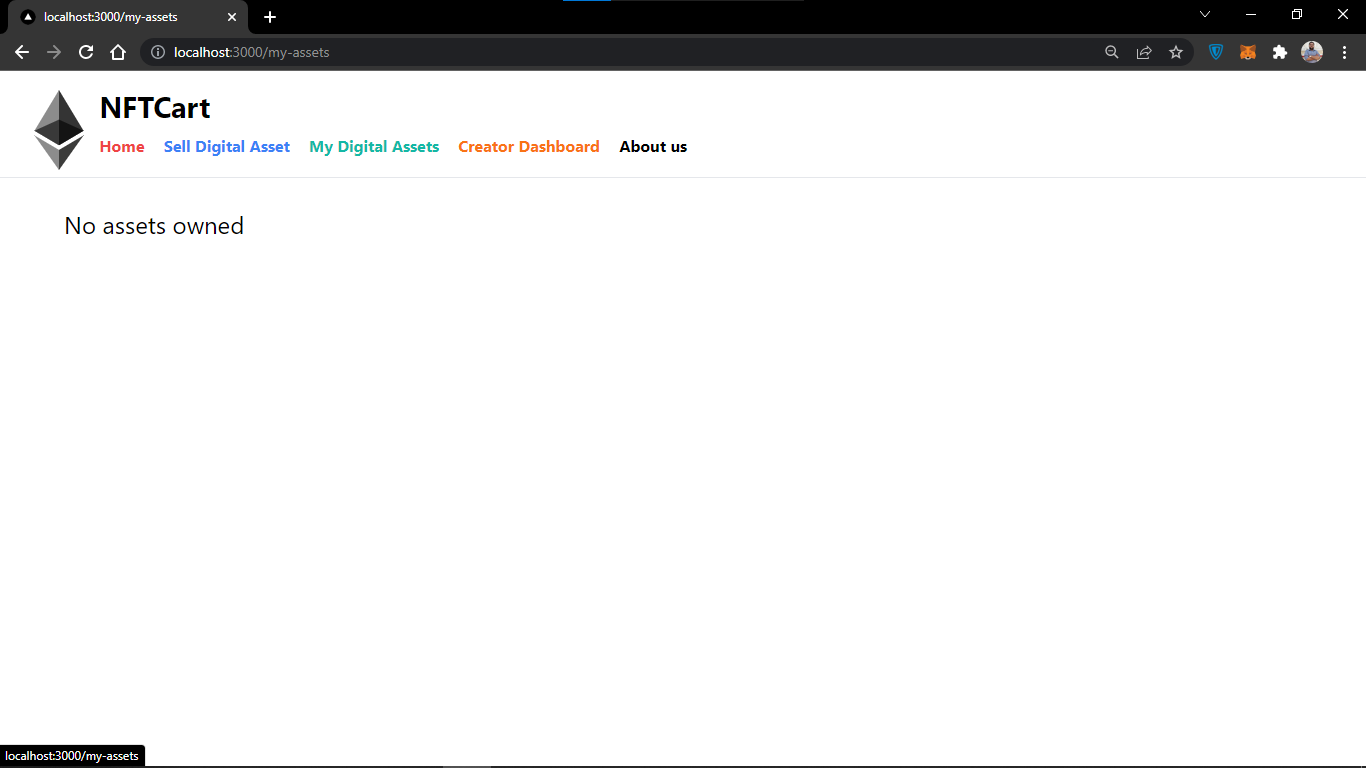 localhost:3000/my-assets
localhost:3000/my-assets
NFTCart
Home Sell Digital Asset My Digital Assets Creator Dashboard About us
No assets owned
localhost:3000/my-assets